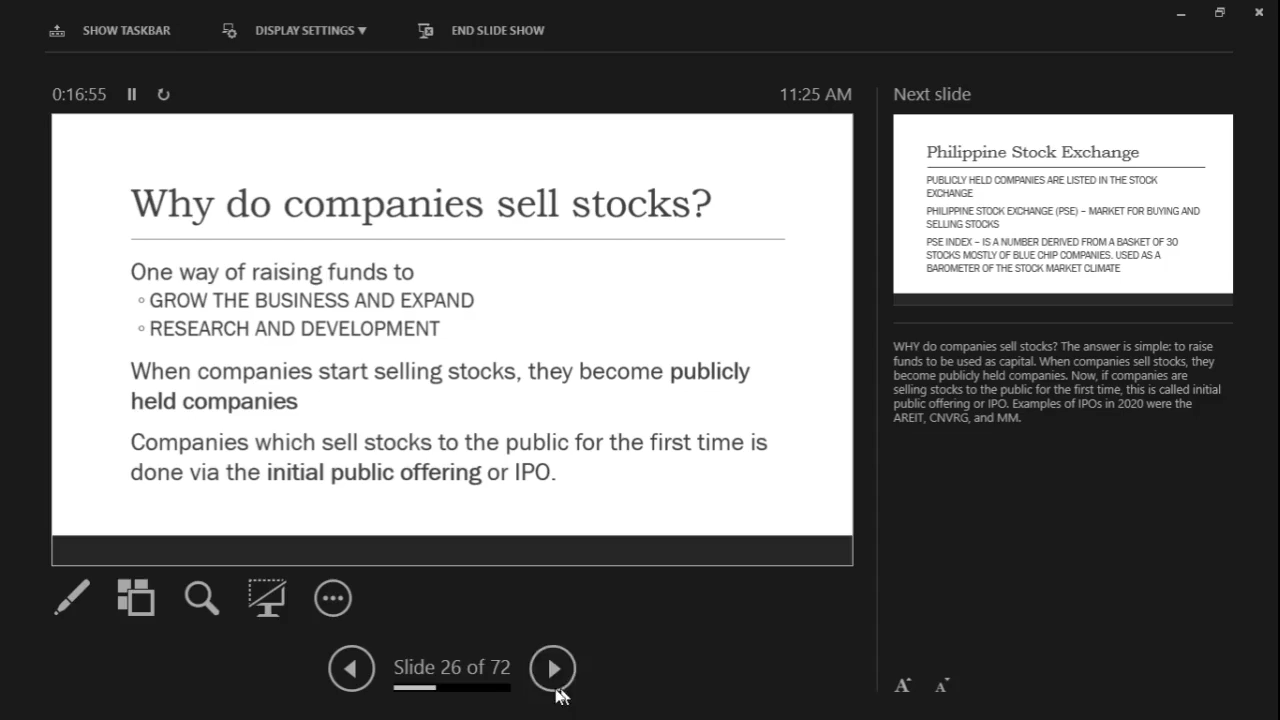 SHOW TASKBAR
DISPLAY SETTINGS ▼
END SLIDE SHOW
0:16:55
11:25 AM
Why do companies sell stocks?
One way of raising funds to
◦ GROW THE BUSINESS AND EXPAND
◦ RESEARCH AND DEVELOPMENT
When companies start selling stocks, they become publicly
held companies
Companies which sell stocks to the public for the first time is
done via the initial public offering or IPO.
Slide 26 of 72
Next slide
Philippine Stock Exchange
PUBLICLY HELD COMPANIES ARE LISTED IN THE STOCK
EXCHANGE
PHILIPPINE STOCK EXCHANGE (PSE) – MARKET FOR BUYING AND
SELLING STOCKS
PSE INDEX – IS A NUMBER DERIVED FROM A BASKET OF 30
STOCKS MOSTLY OF BLUE CHIP COMPANIES. USED AS A
BAROMETER OF THE STOCK MARKET CLIMATE
WHY do companies sell stocks? The answer is simple: to raise
funds to be used as capital. When companies sell stocks, they
become publicly held companies. Now, if companies are
selling stocks to the public for the first time, this is called initial
public offering or IPO. Examples of IPOs in 2020 were the
AREIT, CNVRG, and MM.
A A